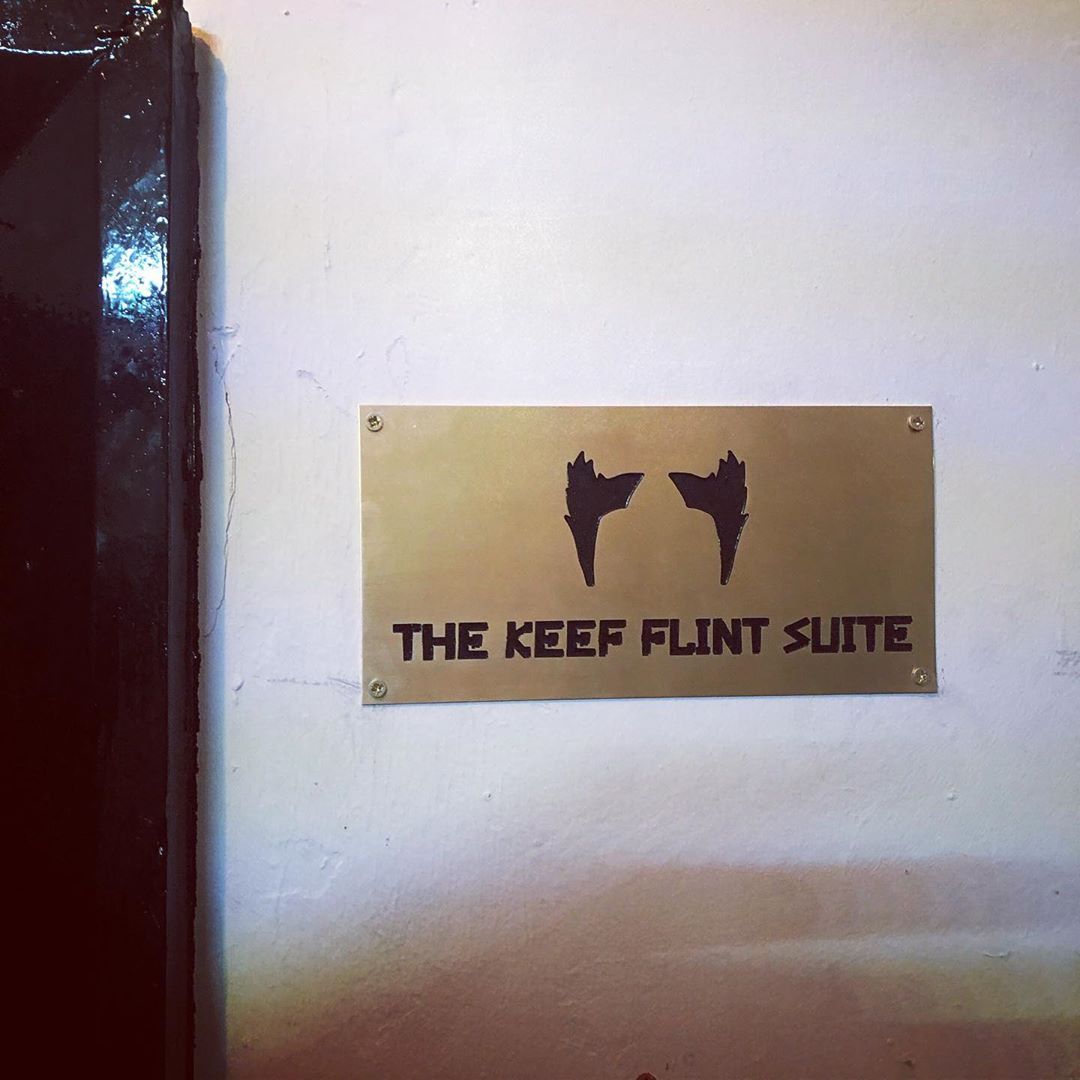 THE KEEF FLINT SUITE